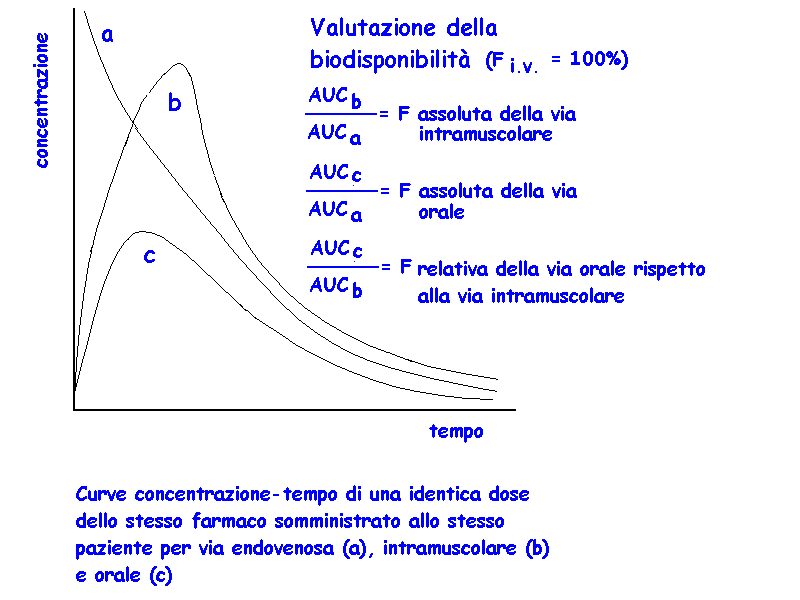 concentrazione
a
b
c
tempo
Valutazione della
biodisponibilità (F i.v. = 100%)
AUC b
AUC a
= F assoluta della via
intramuscolare
AUC c
AUC a
= F assoluta della via
orale
AUC c
AUC b
= F relativa della via orale rispetto
alla via intramuscolare
Curve concentrazione-tempo di una identica dose
dello stesso farmaco somministrato allo stesso
paziente per via endovenosa (a), intramuscolare (b)
e orale (c)